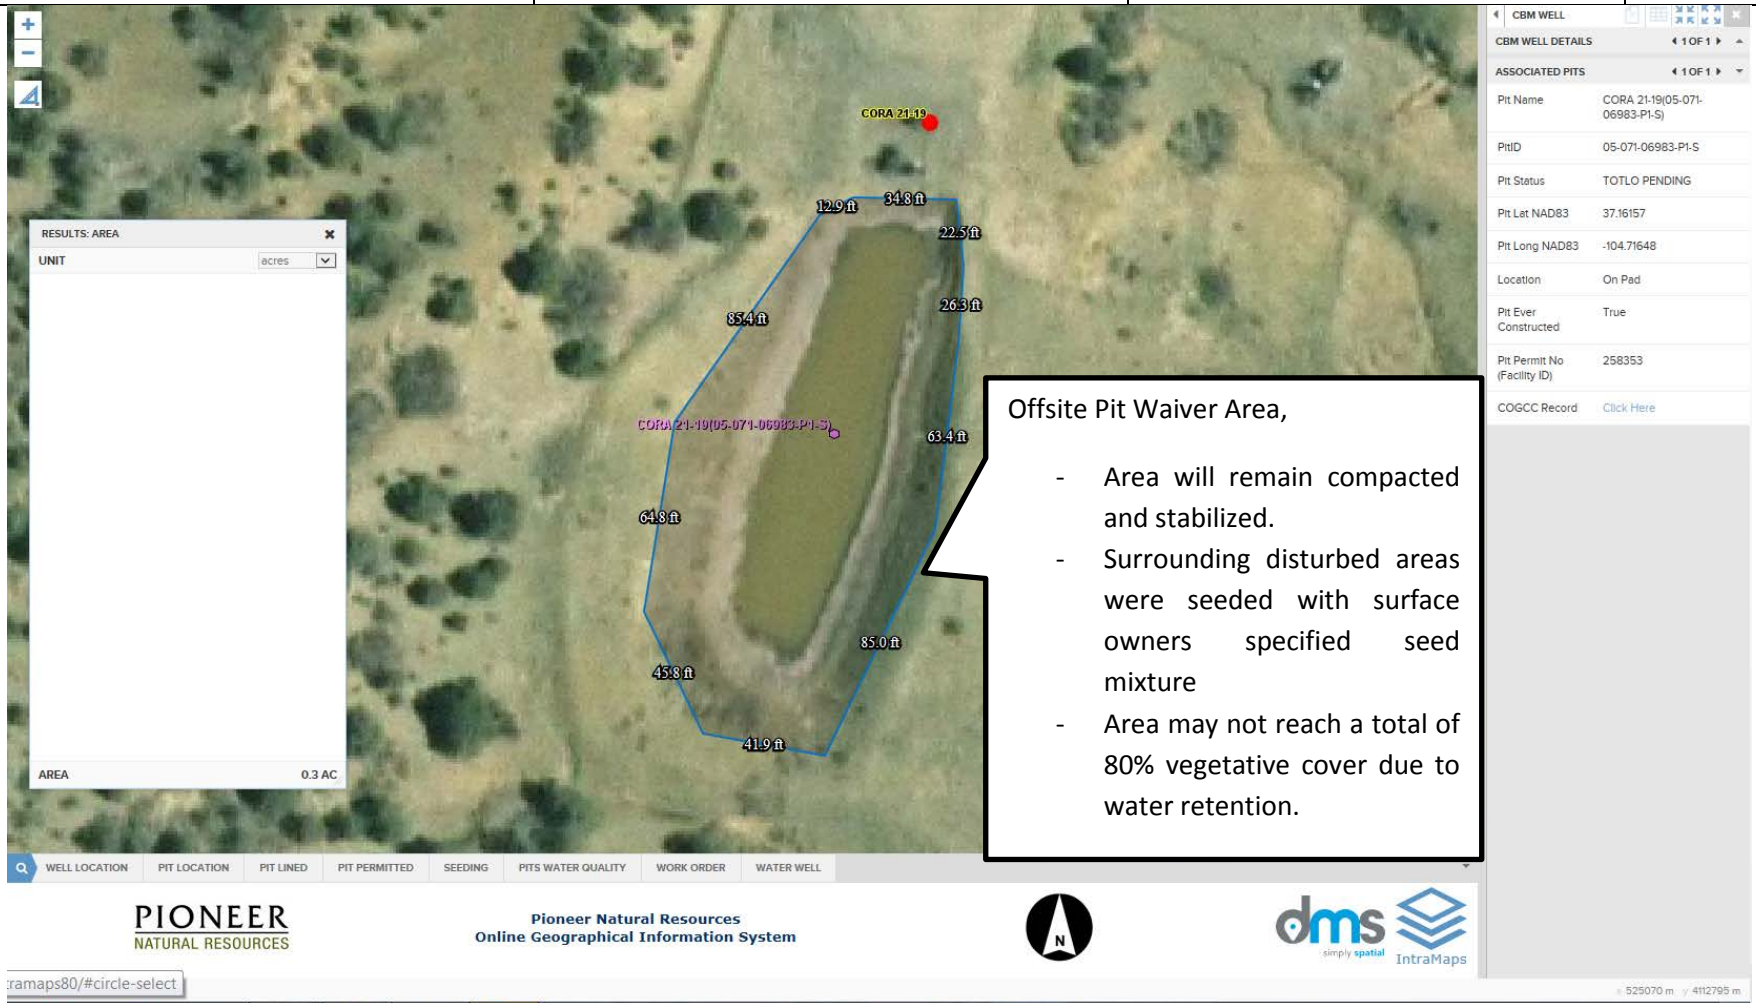 CBM WELL
CBM WELL DETAILS 1 OF 1
ASSOCIATED PITS 1 OF 1
Pit Name CORA 21-19(05-071-
06983-P1-S)
PitID 05-071-06983-P1-S
Pit Status TOTLO PENDING
Pit Lat NAD83 37.16157
Pit Long NAD83 -104.71648
Location On Pad
Pit Ever True
Constructed
Pit Permit No 258353
(Facility ID)
COGCC Record Click Here
CORA 21-19
12.9 ft
34.8 ft
22.5 ft
26.3 ft
85.4 ft
CORA 21-19(05-071-06983-P1-S)
63.4 ft
64.8 ft
85.0 ft
45.8 ft
41.9 ft
RESULTS: AREA
UNIT acres
AREA 0.3 AC
Offsite Pit Waiver Area,
- Area will remain compacted
and stabilized.
- Surrounding disturbed areas
were seeded with surface
owners specified seed
mixture
- Area may not reach a total of
80% vegetative cover due to
water retention.
WELL LOCATION PIT LOCATION PIT LINED PIT PERMITTED SEEDING PITS WATER QUALITY WORK ORDER WATER WELL
PIONEER
NATURAL RESOURCES
Pioneer Natural Resources
Online Geographical Information System
N
dms
simply spatial
IntraMaps
tramaps80/#circle-select
x: 525070 m y: 4112795 m